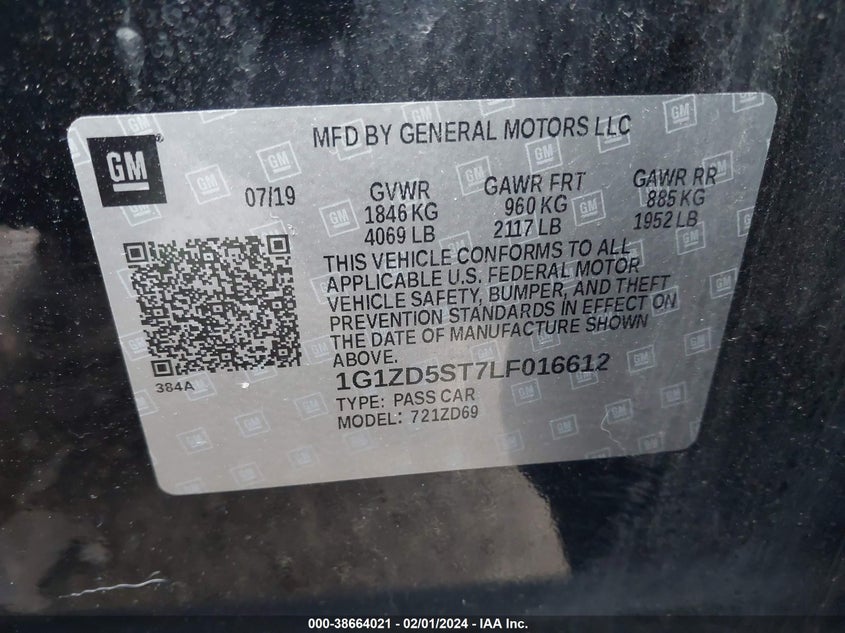 GM
MFD BY GENERAL MOTORS LLC
07/19
GVWR GAWR FRT GAWR RR
1846 KG 960 KG 885 KG
4069 LB 2117 LB 1952 LB
THIS VEHICLE CONFORMS TO ALL
APPLICABLE U.S. FEDERAL MOTOR
VEHICLE SAFETY, BUMPER, AND THEFT
PREVENTION STANDARDS IN EFFECT ON
THE DATE OF MANUFACTURE SHOWN
ABOVE.
1G1ZD5ST7LF016612
384A
TYPE: PASS CAR
MODEL: 721ZD69
000-38664021 - 02/01/2024 - IAA Inc.